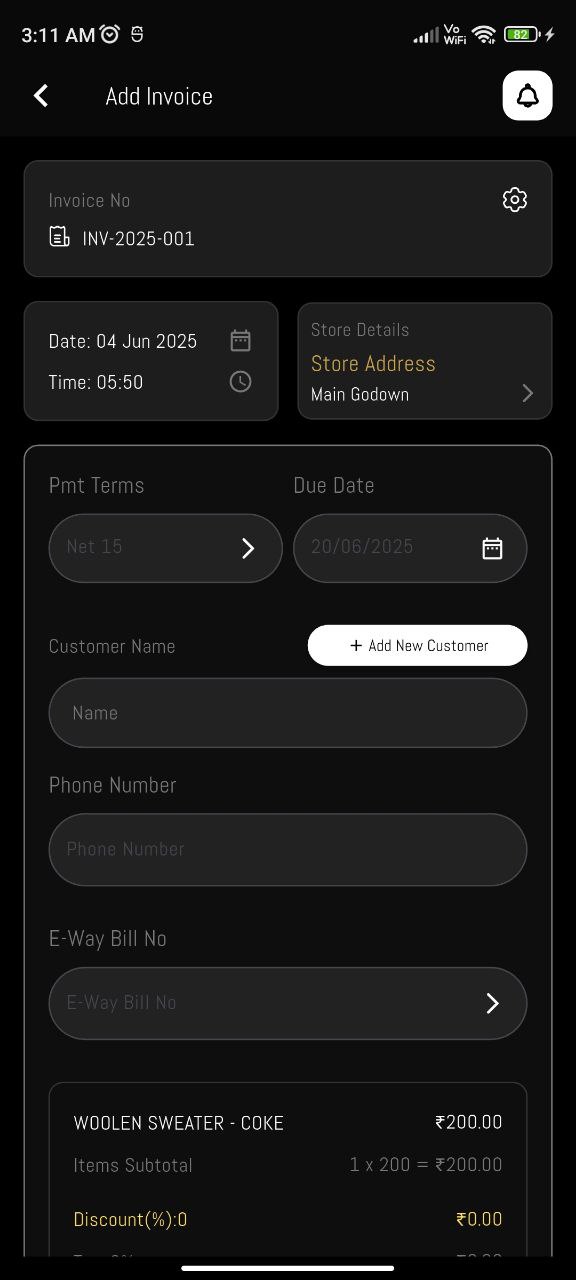 3:11 AM
Vo
WiFi
82
Add Invoice
Invoice No
INV-2025-001
Date: 04 Jun 2025
Time: 05:50
Store Details
Store Address
Main Godown
Pmt Terms
Due Date
Net 15
20/06/2025
Customer Name
+ Add New Customer
Name
Phone Number
Phone Number
E-Way Bill No
E-Way Bill No
WOOLEN SWEATER - COKE ₹200.00
Items Subtotal 1 x 200 = ₹200.00
Discount(%):0 ₹0.00